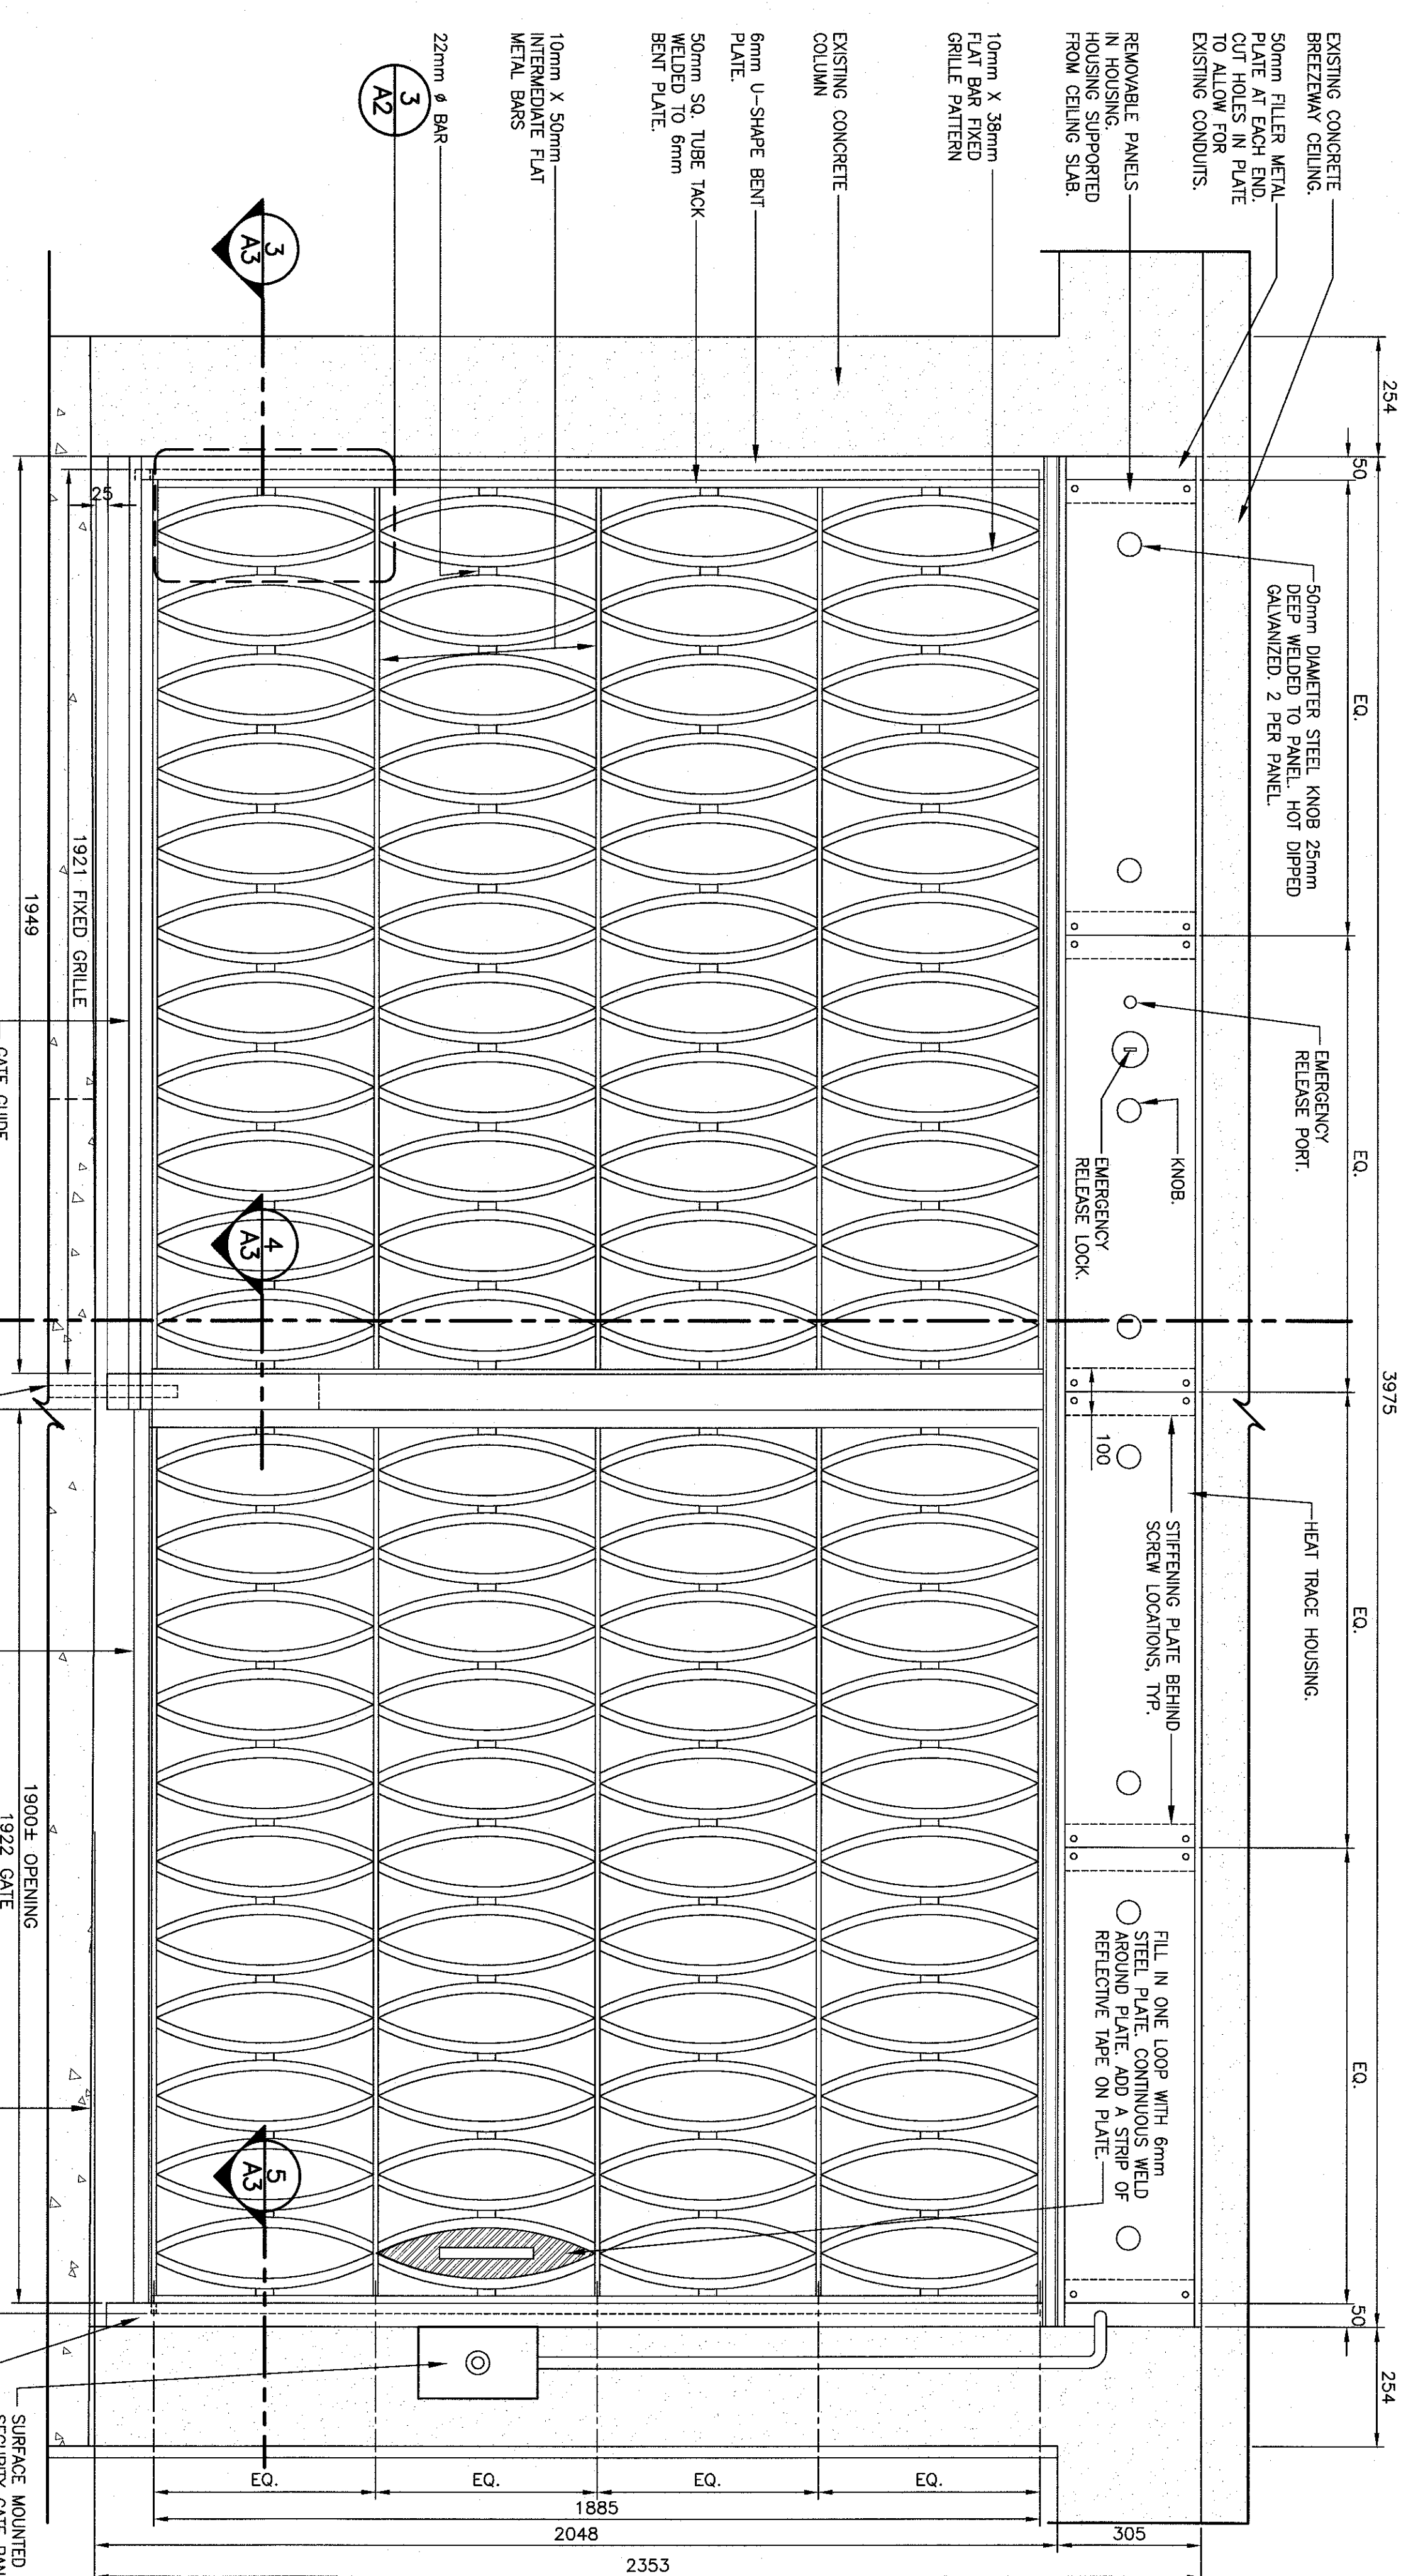 EXISTING CONCRETE
BREEZEWAY CEILING.
50mm FILLER METAL
PLATE AT EACH END.
CUT HOLES IN PLATE
TO ALLOW FOR
EXISTING CONDUITS.
REMOVABLE PANELS
IN HOUSING.
HOUSING SUPPORTED
FROM CEILING SLAB.
10mm X 38mm
FLAT BAR FIXED
GRILLE PATTERN
EXISTING CONCRETE
COLUMN
6mm U-SHAPE BENT
PLATE.
50mm SQ. TUBE TACK
WELDED TO 6mm
BENT PLATE.
10mm X 50mm
INTERMEDIATE FLAT
METAL BARS
22mm ø BAR
3
A2
3
A3
254
50
EQ.
EQ.
3975
EQ.
EQ.
50
254
50mm DIAMETER STEEL KNOB 25mm
DEEP WELDED TO PANEL. HOT DIPPED
GALVANIZED. 2 PER PANEL.
EMERGENCY
RELEASE PORT.
KNOB.
EMERGENCY
RELEASE LOCK.
100
HEAT TRACE HOUSING.
STIFFENING PLATE BEHIND
SCREW LOCATIONS, TYP.
FILL IN ONE LOOP WITH 6mm
STEEL PLATE. CONTINUOUS WELD
AROUND PLATE. ADD A STRIP OF
REFLECTIVE TAPE ON PLATE.
4
A3
5
A3
25
1921 FIXED GRILLE
1949
GATE GUIDE
1900± OPENING
1922 GATE
SURFACE MOUNTED
EQ.
EQ.
EQ.
EQ.
1885
2048
305
2353